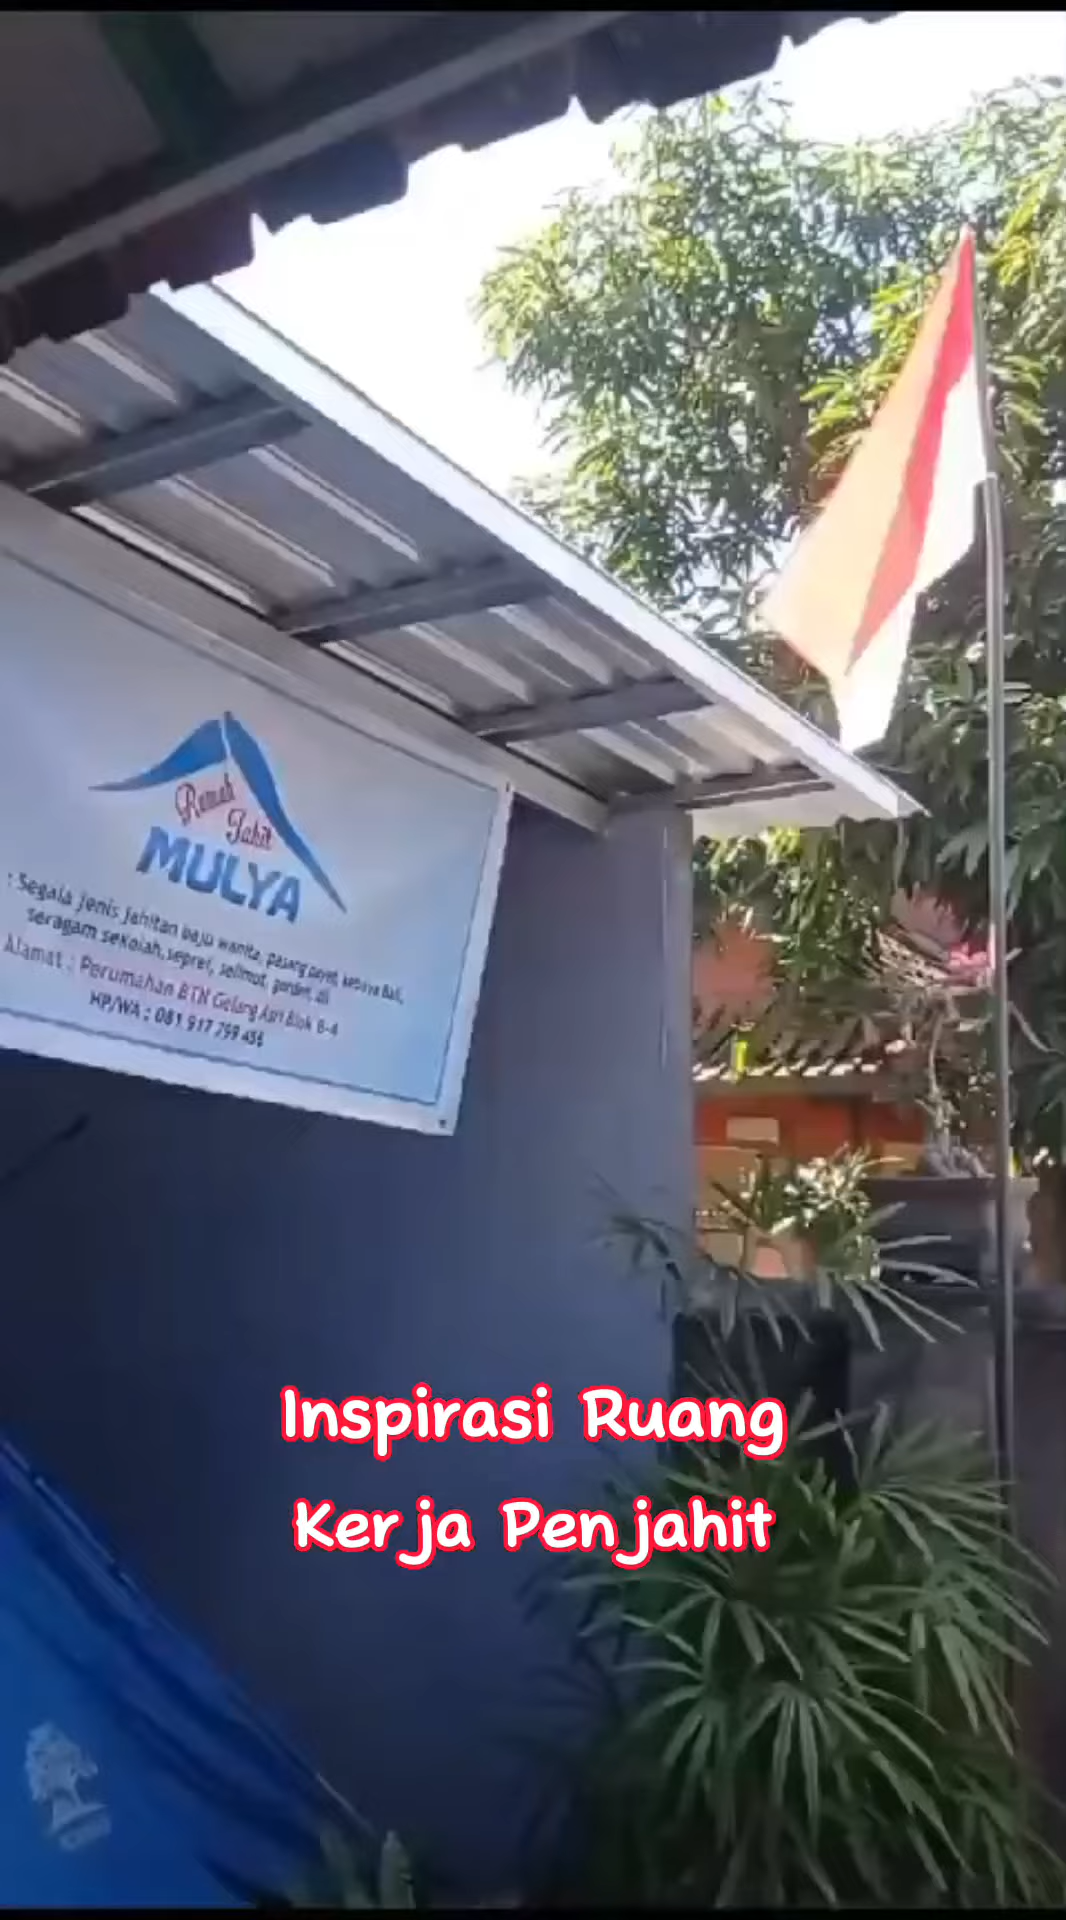 Rumah
Jahit
MULYA
: Segala jenis jahitan baju wanita, pasang payet, kebaya Bali,
seragam sekolah, seprei, selimut, gorden, dll
Alamat : Perumahan BTN Gelang Asri Blok B-4
HP/WA : 081 917 799 456
Inspirasi Ruang
Kerja Penjahit